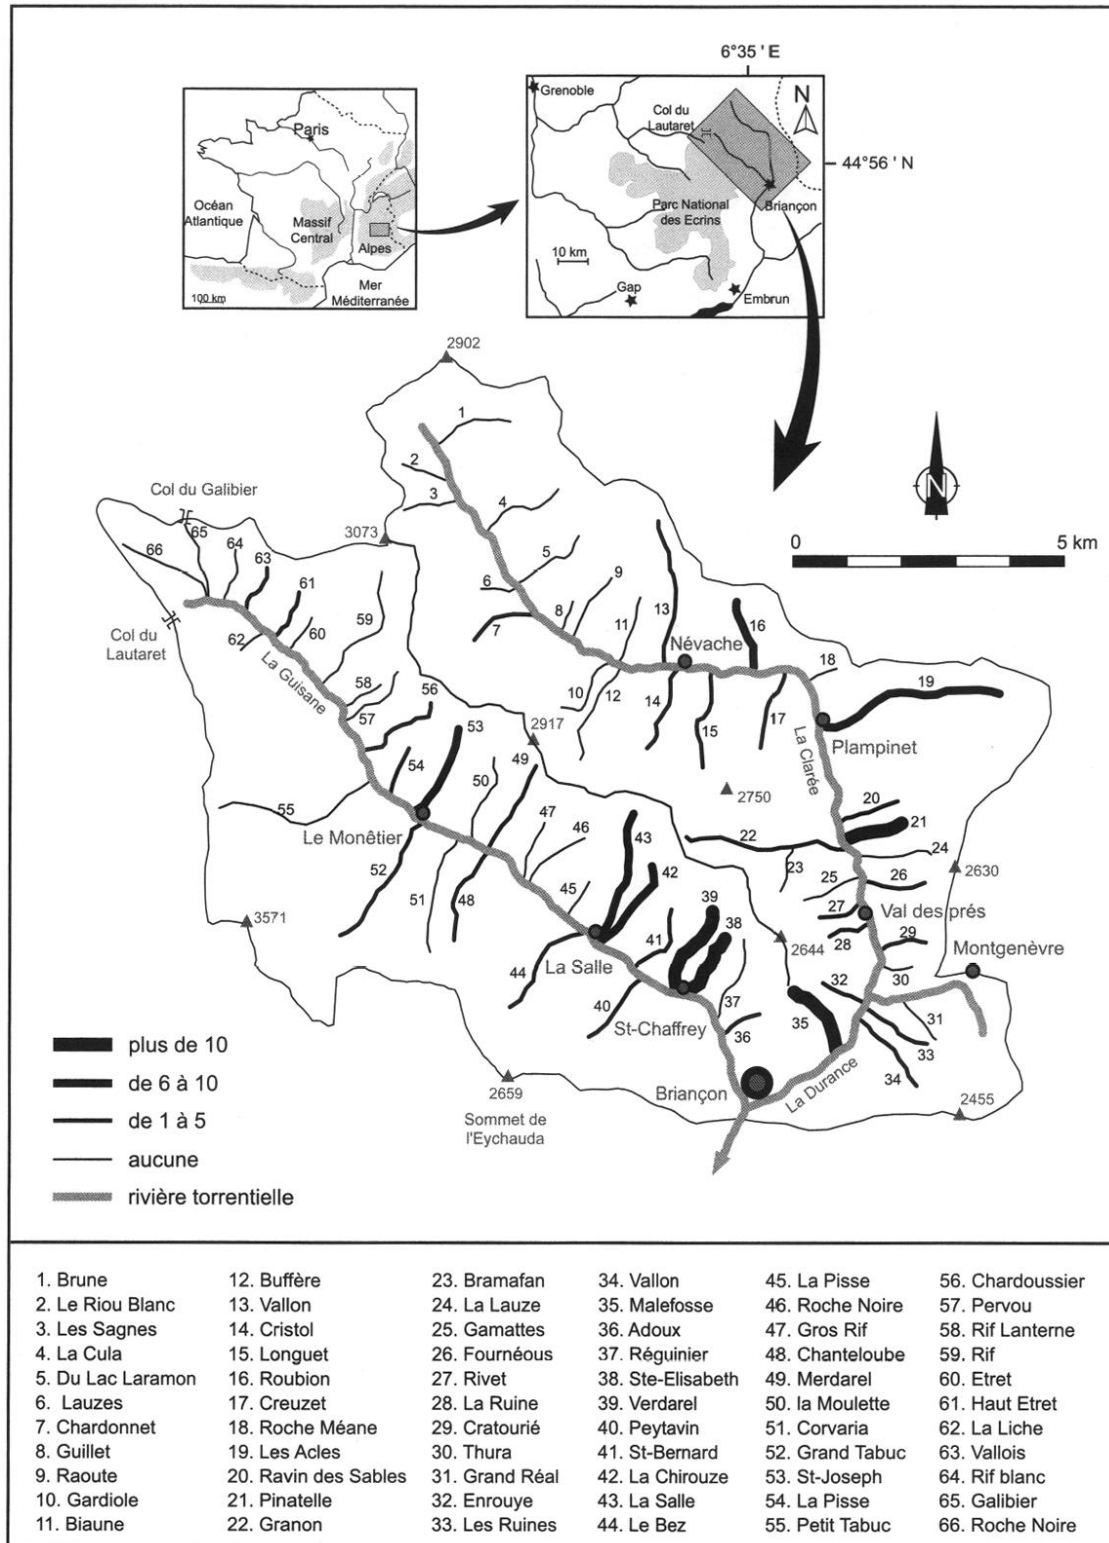 6°35 ' E
Grenoble
Col du
Lautaret
N
44°56 ' N
Parc National
des Ecrins
Briançon
10 km
Gap
Embrun
Paris
Océan
Atlantique
Massif
Central
Alpes
Mer
Méditerranée
100 km
2902
1
2
3
4
Col du Galibier
3073
65
64
66
63
61
62
60
59
Col du
Lautaret
La Guisane
5
6
7
8
9
10
11
12
13
Névache
14
15
16
17
18
19
N
0
5 km
Plampinet
La Clarée
58
57
56
53
54
55
2917
50
49
2750
Le Monêtier
47
46
45
43
42
52
51
48
3571
44
La Salle
41
40
39
38
St-Chaffrey
37
36
20
21
22
23
24
25
26
2630
27
28
Val des prés
29
30
Montgenèvre
2644
31
32
33
34
35
Briançon
La Durance
2455
2659
Sommet de
l'Eychauda
plus de 10
de 6 à 10
de 1 à 5
aucune
rivière torrentielle
1. Brune
2. Le Riou Blanc
3. Les Sagnes
4. La Cula
5. Du Lac Laramon
6. Lauzes
7. Chardonnet
8. Guillet
9. Raoute
10. Gardiole
11. Biaune
12. Buffère
13. Vallon
14. Cristol
15. Longuet
16. Roubion
17. Creuzet
18. Roche Méane
19. Les Acles
20. Ravin des Sables
21. Pinatelle
22. Granon
23. Bramafan
24. La Lauze
25. Gamattes
26. Fournéous
27. Rivet
28. La Ruine
29. Cratourié
30. Thura
31. Grand Réal
32. Enrouye
33. Les Ruines
34. Vallon
35. Malefosse
36. Adoux
37. Réguinier
38. Ste-Elisabeth
39. Verdarel
40. Peytavin
41. St-Bernard
42. La Chirouze
43. La Salle
44. Le Bez
45. La Pisse
46. Roche Noire
47. Gros Rif
48. Chanteloube
49. Merdarel
50. la Moulette
51. Corvaria
52. Grand Tabuc
53. St-Joseph
54. La Pisse
55. Petit Tabuc
56. Chardoussier
57. Pervou
58. Rif Lanterne
59. Rif
60. Etret
61. Haut Etret
62. La Liche
63. Vallois
64. Rif blanc
65. Galibier
66. Roche Noire